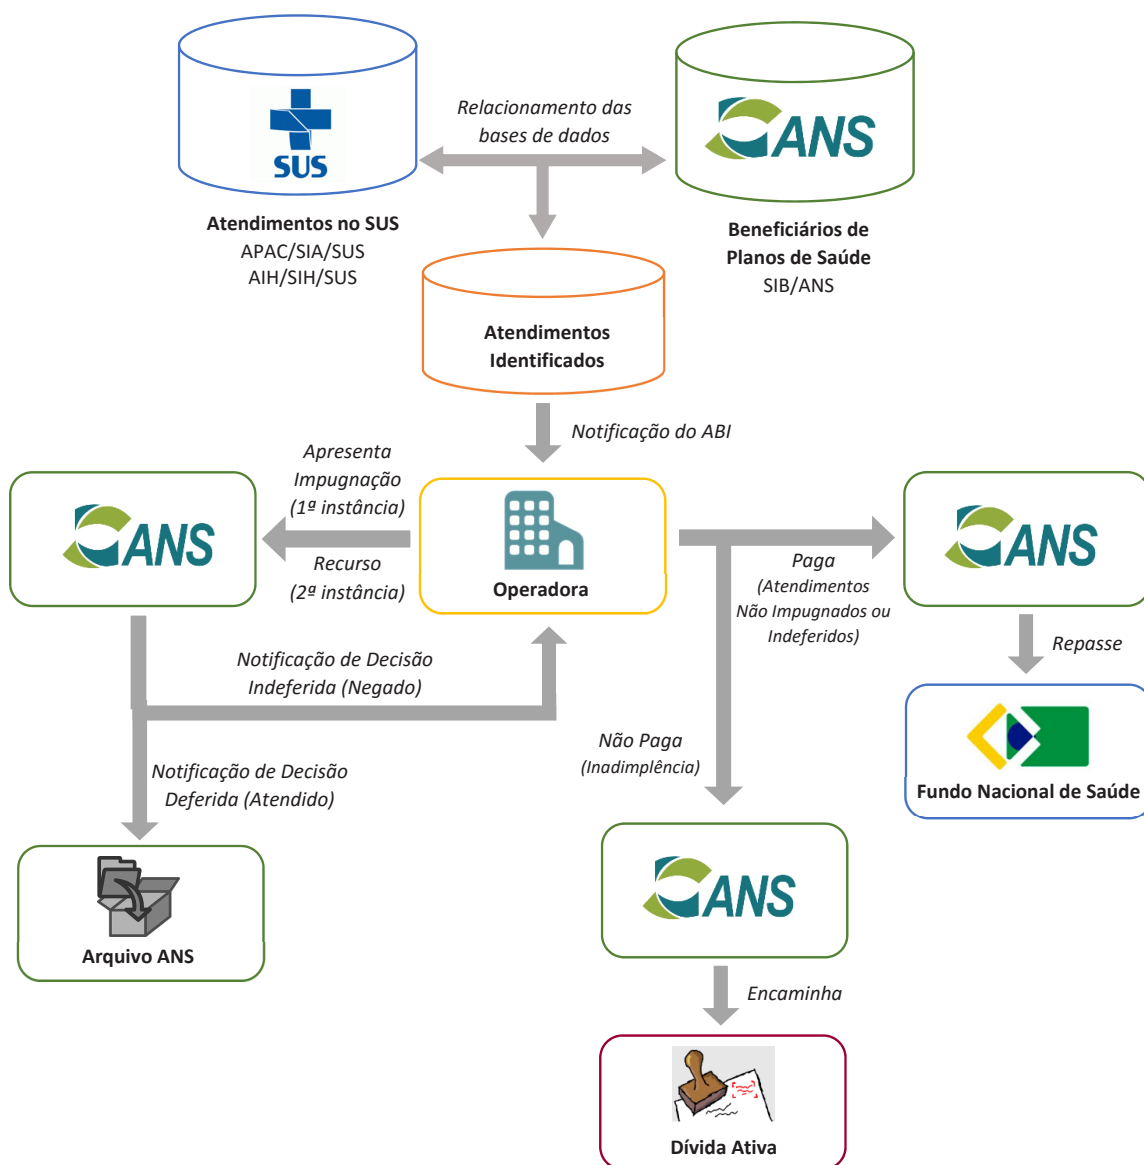 SUS
ANS
Relacionamento das
bases de dados
Atendimentos no SUS
APAC/SIA/SUS
AIH/SIH/SUS
Beneficiários de
Planos de Saúde
SIB/ANS
Atendimentos
Identificados
Notificação do ABI
Apresenta
Impugnação
(1ª instância)
Recurso
(2ª instância)
ANS
Operadora
Paga
(Atendimentos
Não Impugnados ou
Indeferidos)
ANS
Repasse
Fundo Nacional de Saúde
Notificação de Decisão
Indeferida (Negado)
Notificação de Decisão
Deferida (Atendido)
Arquivo ANS
Não Paga
(Inadimplência)
ANS
Encaminha
Dívida Ativa